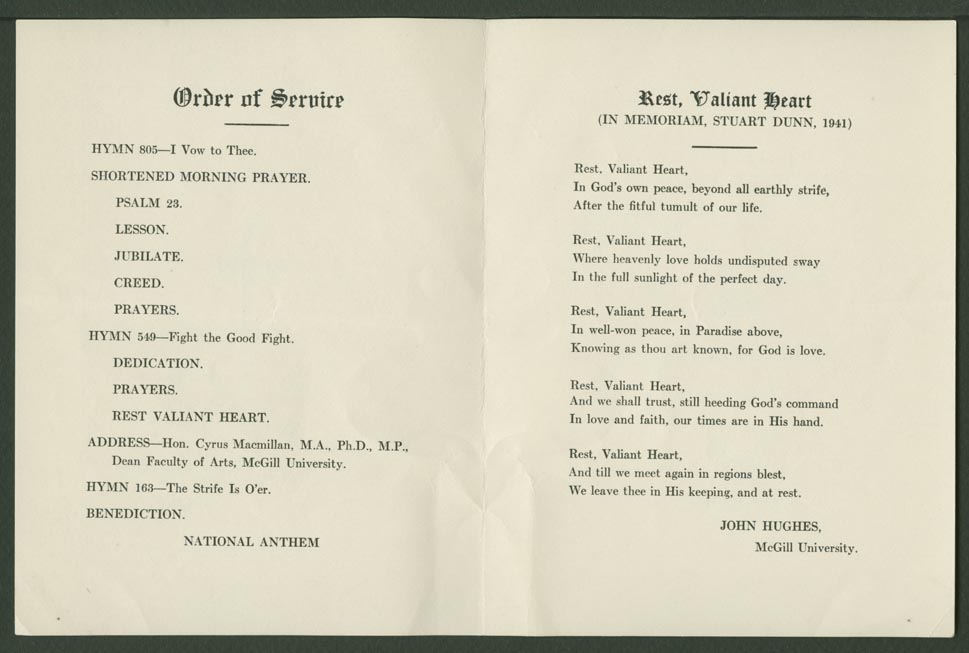 Order of Service
HYMN 805—I Vow to Thee.
SHORTENED MORNING PRAYER.
PSALM 23.
LESSON.
JUBILATE.
CREED.
PRAYERS.
HYMN 549—Fight the Good Fight.
DEDICATION.
PRAYERS.
REST VALIANT HEART.
ADDRESS—Hon. Cyrus Macmillan, M.A., Ph.D., M.P.,
Dean Faculty of Arts, McGill University.
HYMN 163—The Strife Is O'er.
BENEDICTION.
NATIONAL ANTHEM
Rest, Valiant Heart
(IN MEMORIAM, STUART DUNN, 1941)
Rest, Valiant Heart,
In God's own peace, beyond all earthly strife,
After the fitful tumult of our life.
Rest, Valiant Heart,
Where heavenly love holds undisputed sway
In the full sunlight of the perfect day.
Rest, Valiant Heart,
In well-won peace, in Paradise above,
Knowing as thou art known, for God is love.
Rest, Valiant Heart,
And we shall trust, still heeding God's command
In love and faith, our times are in His hand.
Rest, Valiant Heart,
And till we meet again in regions blest,
We leave thee in His keeping, and at rest.
JOHN HUGHES,
McGill University.